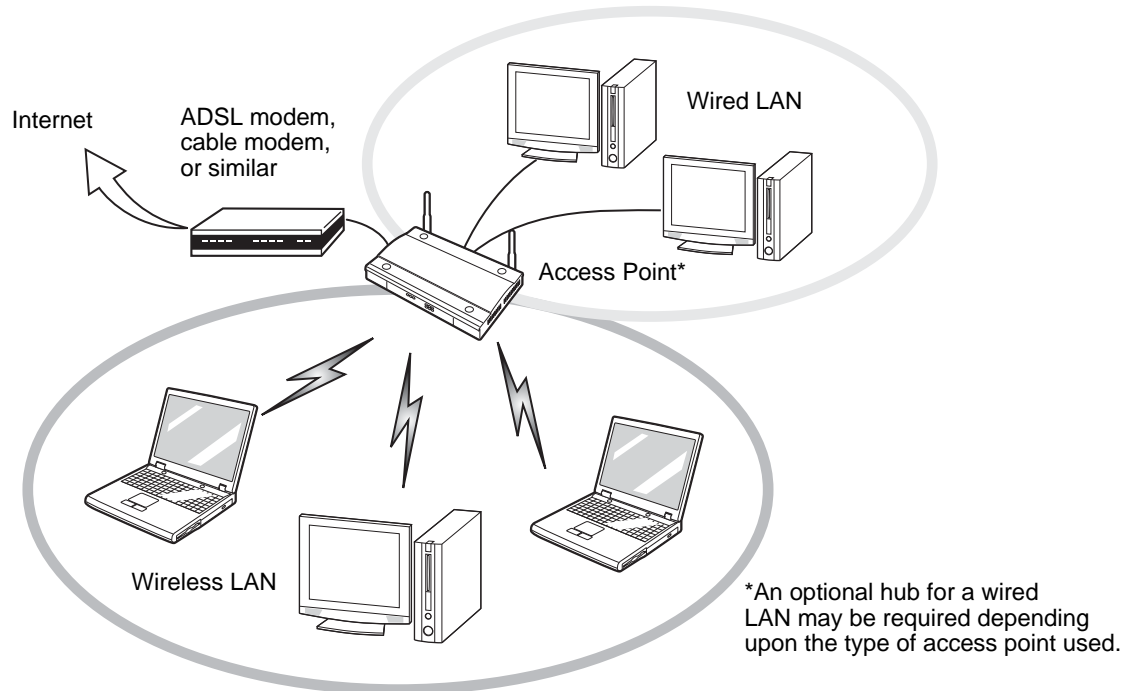 Internet
ADSL modem,
cable modem,
or similar
Wired LAN
Access Point*
Wireless LAN
*An optional hub for a wired
LAN may be required depending
upon the type of access point used.